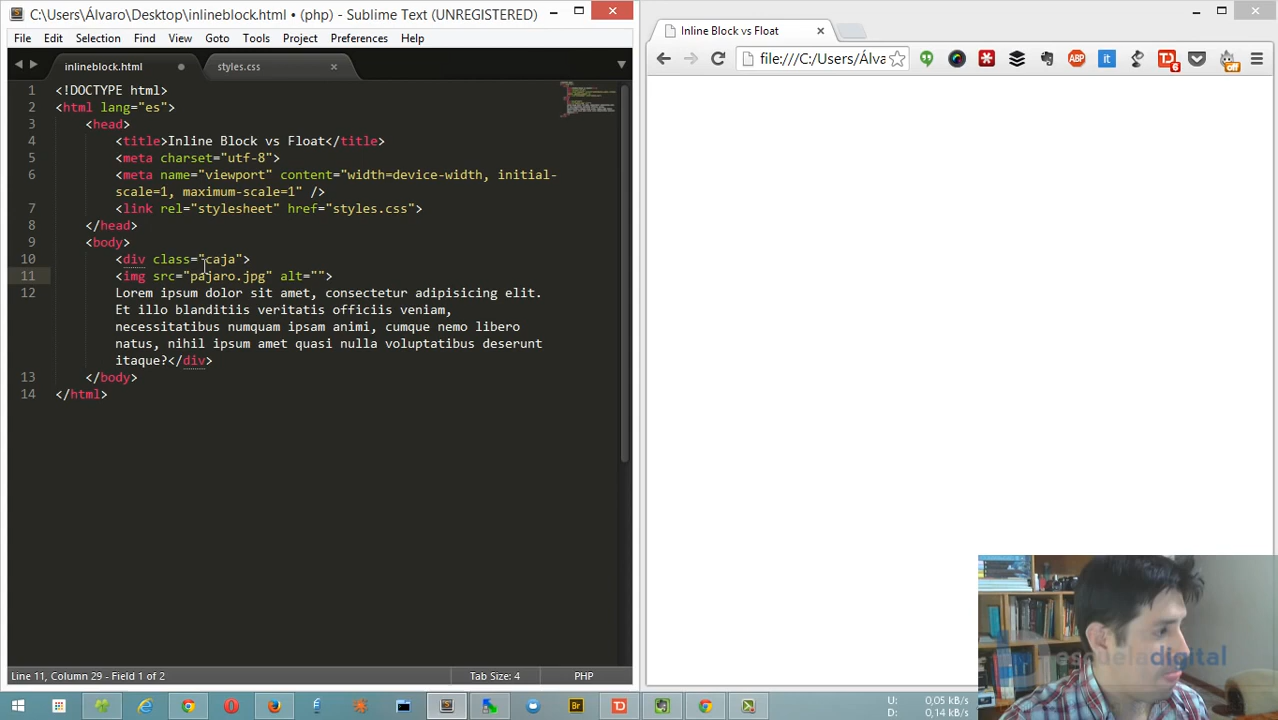 C:\Users\Álvaro\Desktop\inlineblock.html • (php) - Sublime Text (UNREGISTERED)
File Edit Selection Find View Goto Tools Project Preferences Help
inlineblock.html
styles.css
1 <!DOCTYPE html>
2 <html lang="es">
3 <head>
4 <title>Inline Block vs Float</title>
5 <meta charset="utf-8">
6 <meta name="viewport" content="width=device-width, initial-
scale=1, maximum-scale=1" />
7 <link rel="stylesheet" href="styles.css">
8 </head>
9 <body>
10 <div class="caja">
11 <img src="pajaro.jpg" alt="">
12 Lorem ipsum dolor sit amet, consectetur adipisicing elit.
Et illo blanditiis veritatis officiis veniam,
necessitatibus numquam ipsam animi, cumque nemo libero
natus, nihil ipsum amet quasi nulla voluptatibus deserunt
itaque?</div>
13 </body>
14 </html>
Line 11, Column 29 - Field 1 of 2
Tab Size: 4
PHP
Inline Block vs Float
file:///C:/Users/Álva
ABP
it
6
off
escueladigital
Br
U: 0,05 kB/s
D: 0,14 kB/s